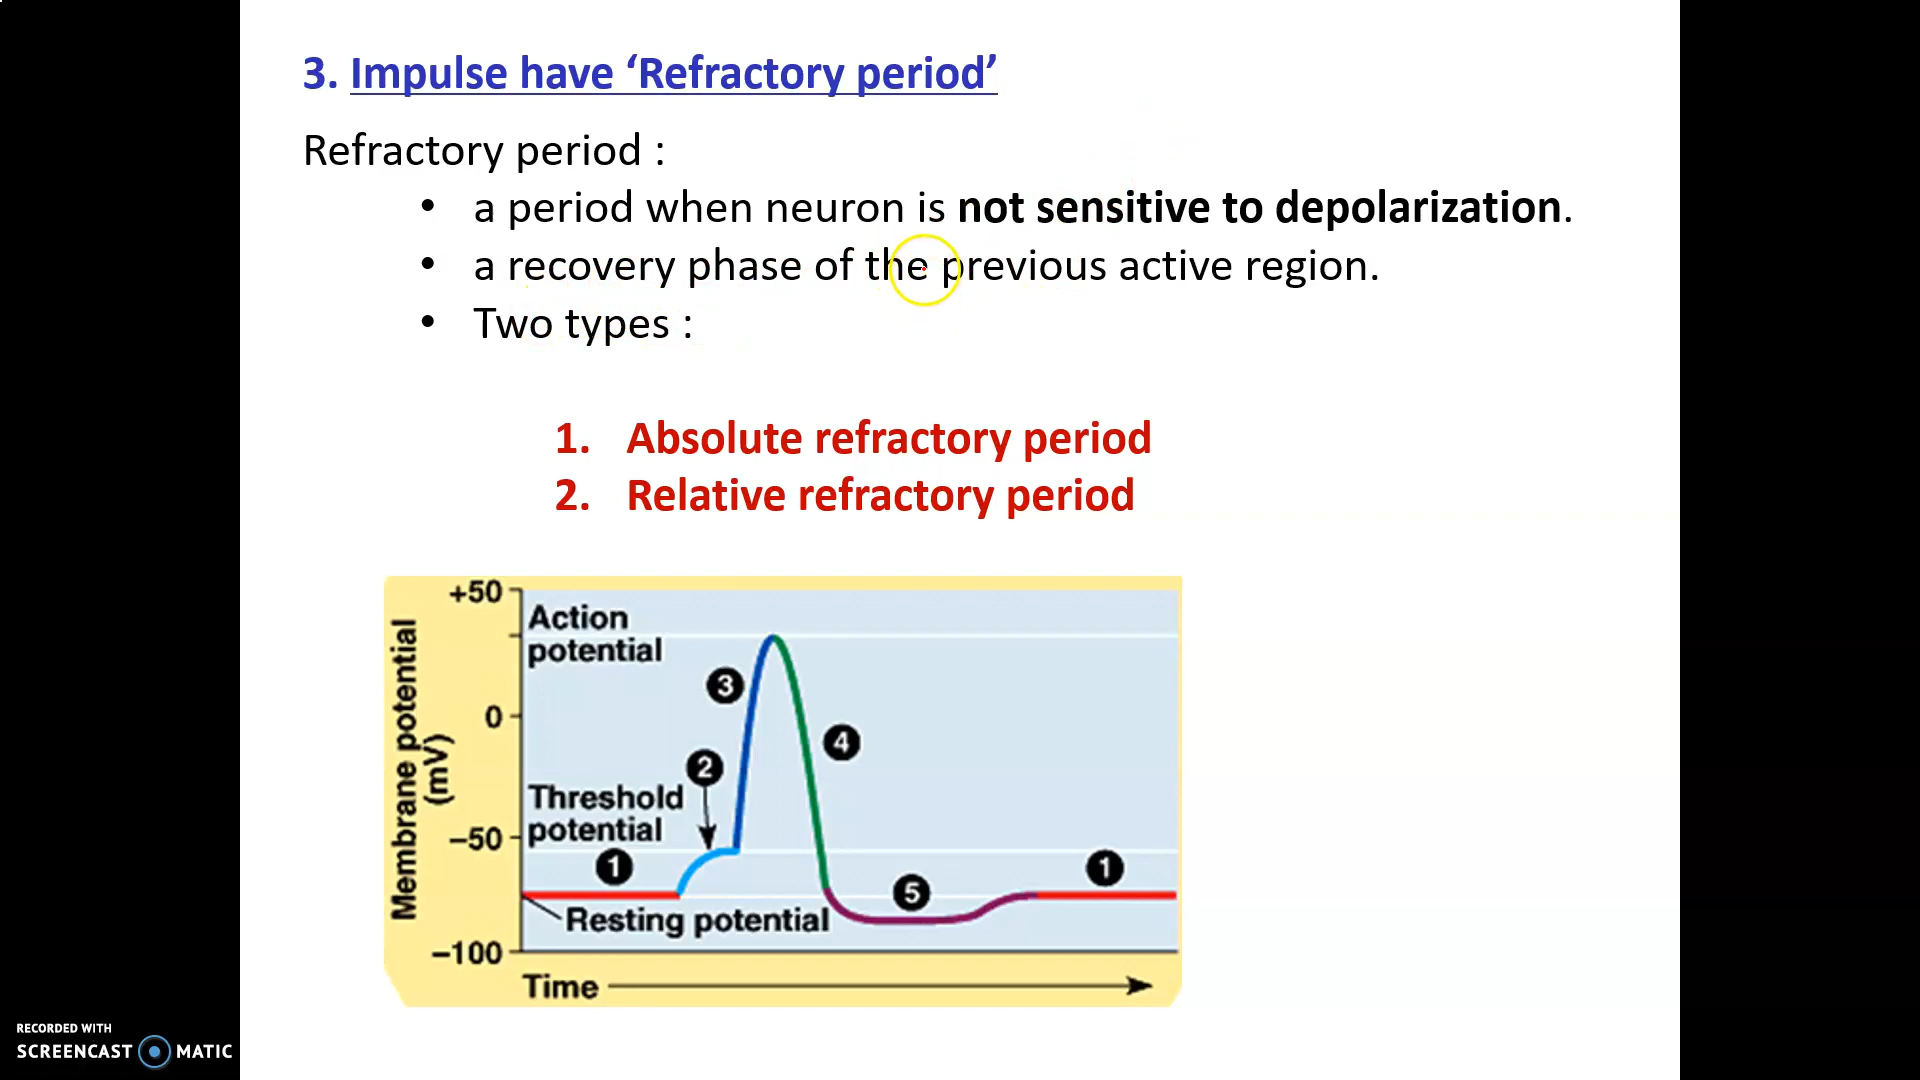 3. Impulse have ‘Refractory period’
Refractory period :
• a period when neuron is not sensitive to depolarization.
• a recovery phase of the previous active region.
• Two types :
1. Absolute refractory period
2. Relative refractory period
+50
Action
potential
3
0
4
2
Membrane potential
(mV)
Threshold
–50
potential
1
1
5
Resting potential
–100
Time
RECORDED WITH
SCREENCAST MATIC